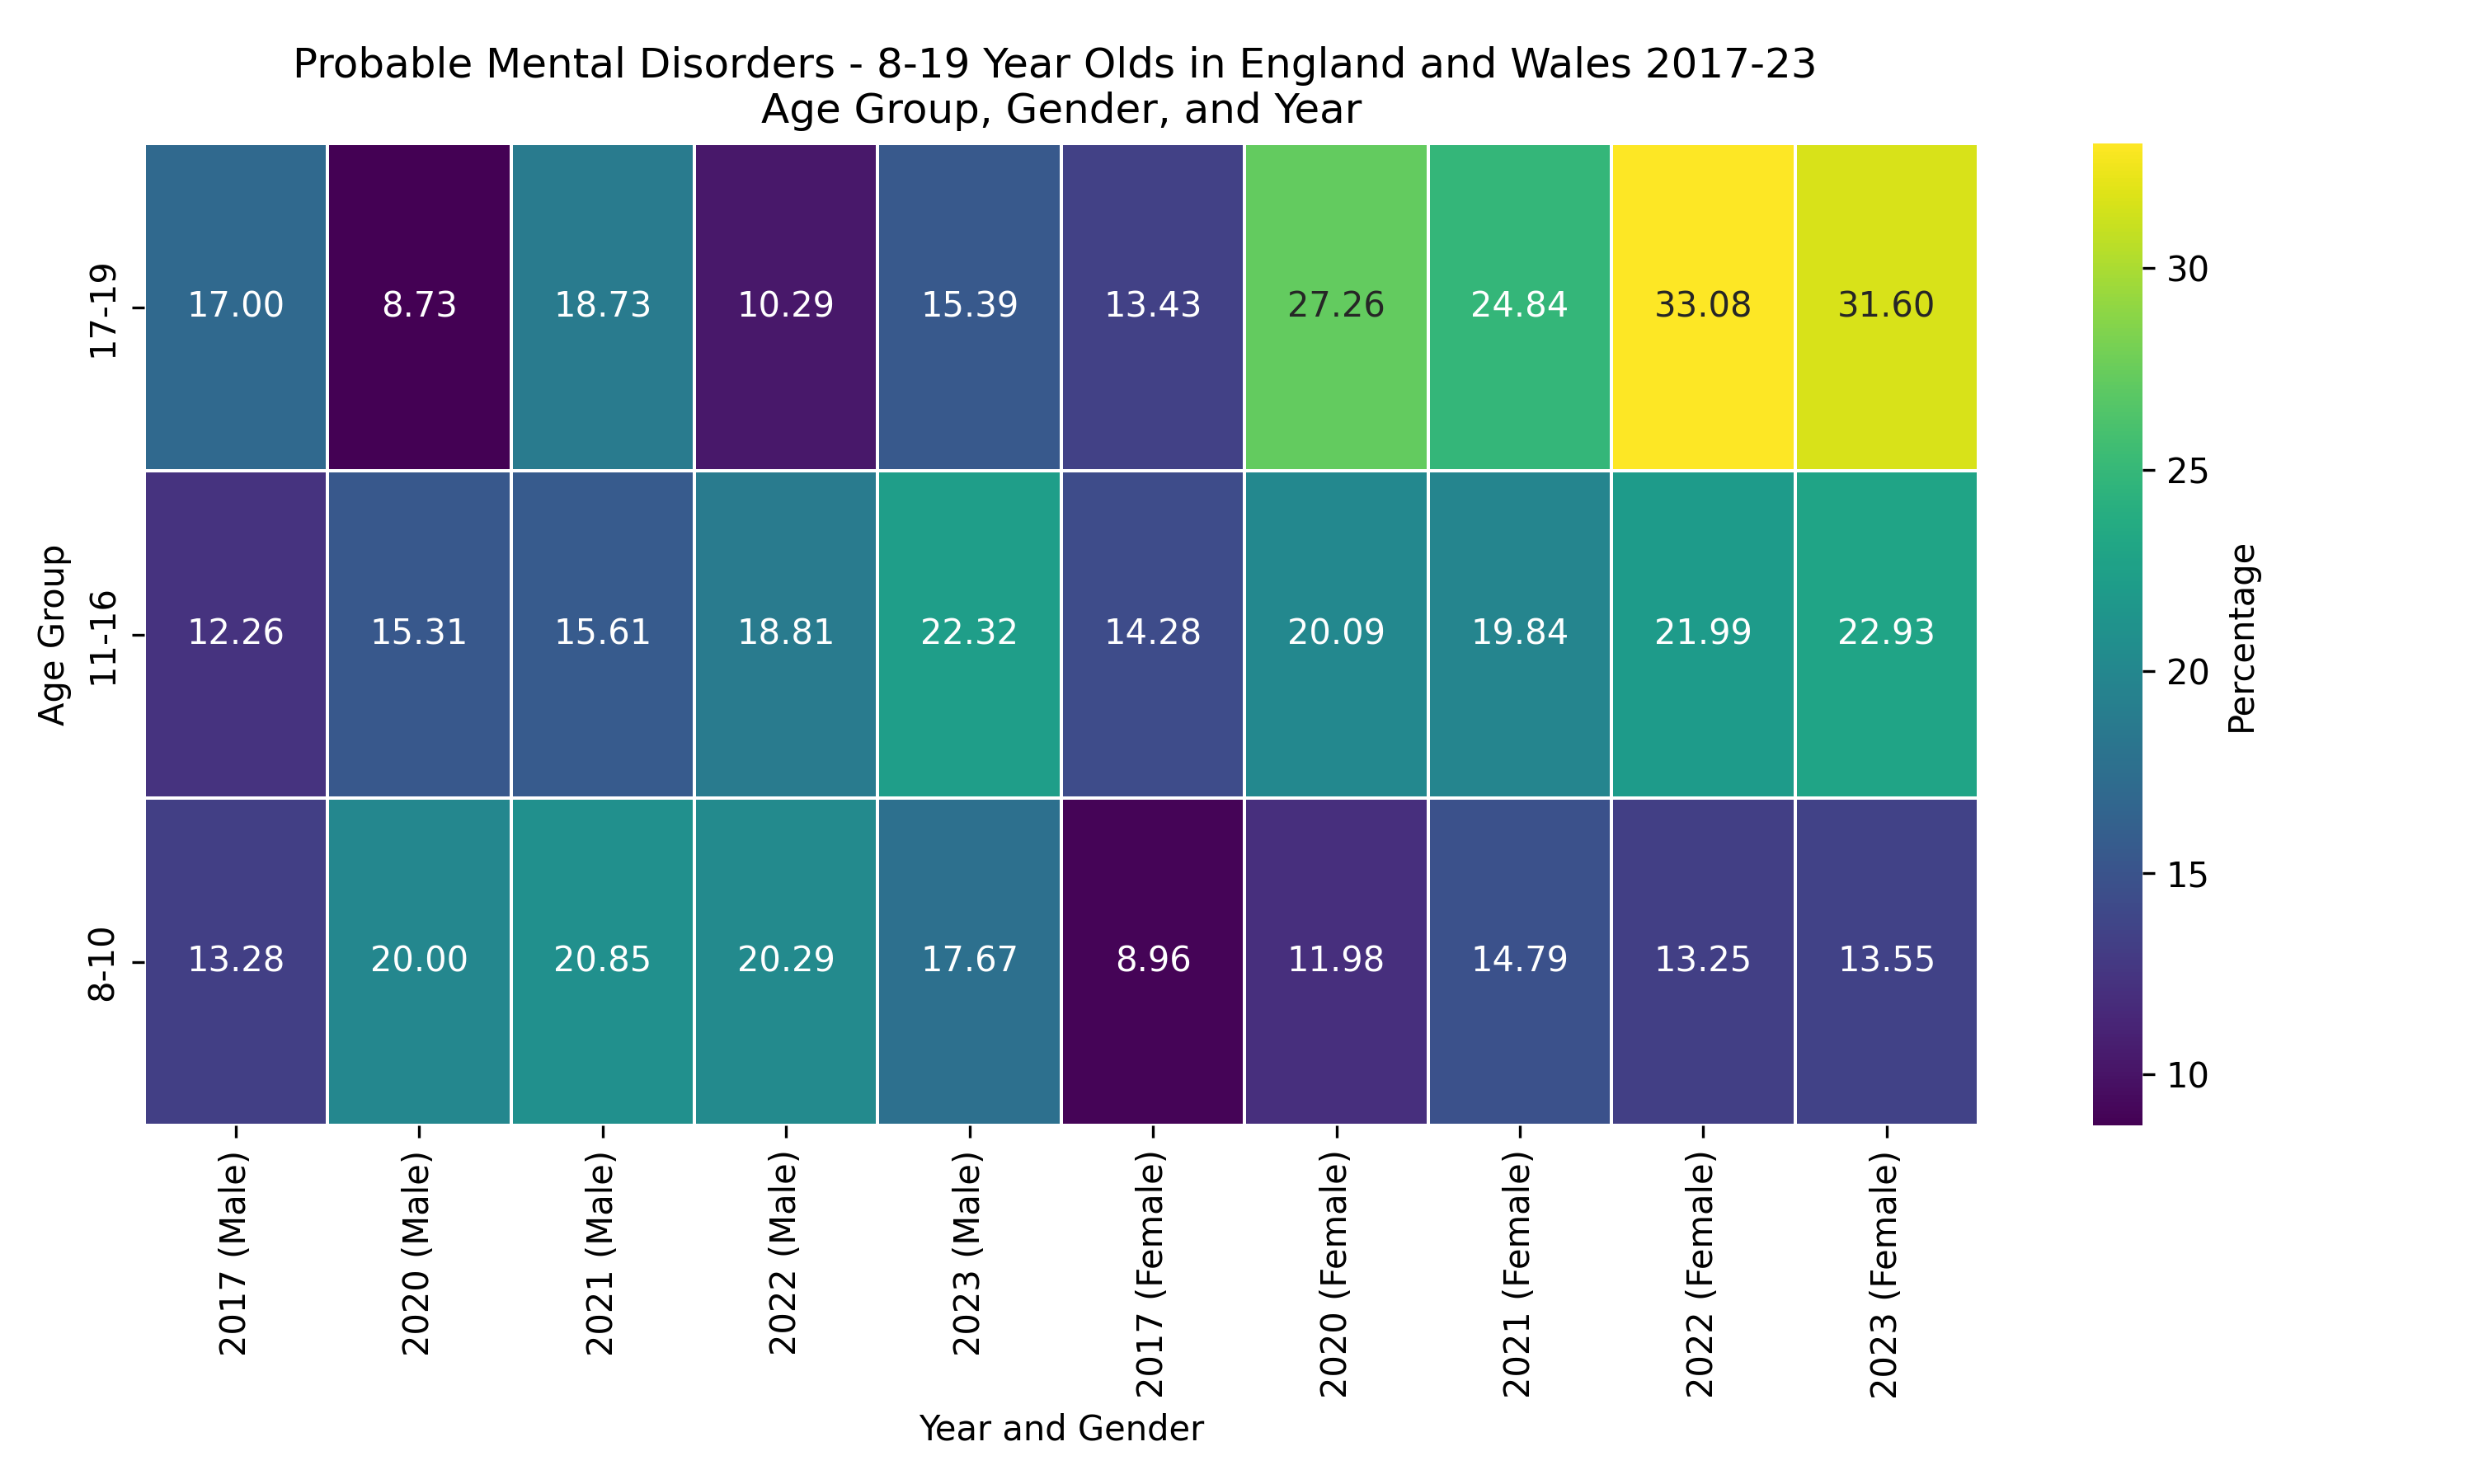 Probable Mental Disorders - 8-19 Year Olds in England and Wales 2017-23
Age Group, Gender, and Year
Age Group
17-19
17.00 8.73 18.73 10.29 15.39 13.43 27.26 24.84 33.08 31.60
11-16
12.26 15.31 15.61 18.81 22.32 14.28 20.09 19.84 21.99 22.93
8-10
13.28 20.00 20.85 20.29 17.67 8.96 11.98 14.79 13.25 13.55
2017 (Male)
2020 (Male)
2021 (Male)
2022 (Male)
2023 (Male)
2017 (Female)
2020 (Female)
2021 (Female)
2022 (Female)
2023 (Female)
Year and Gender
30
25
20
15
10
Percentage